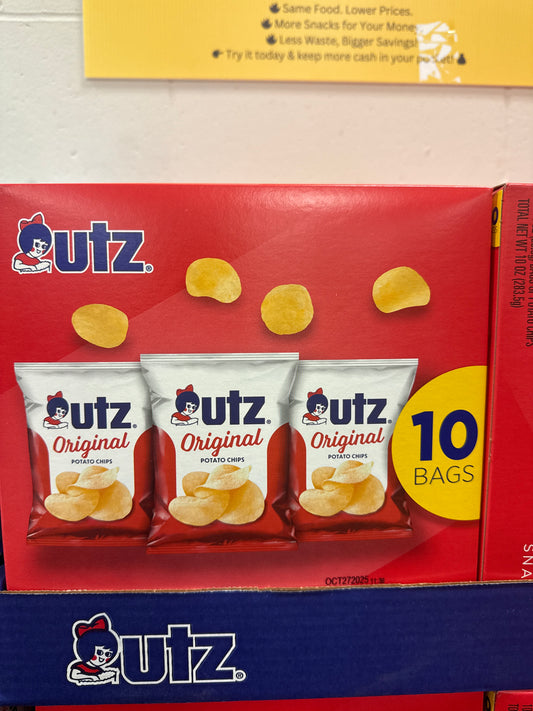 Same Food. Lower Prices.
More Snacks for Your Money
Less Waste, Bigger Savings!
Try it today & keep more cash in your pocket!
utz®
utz®
Original
POTATO CHIPS
utz®
Original
POTATO CHIPS
utz®
Original
POTATO CHIPS
10
BAGS
OCT272025
TOTAL NET WT 10 OZ (283.5g)
SNA
utz®